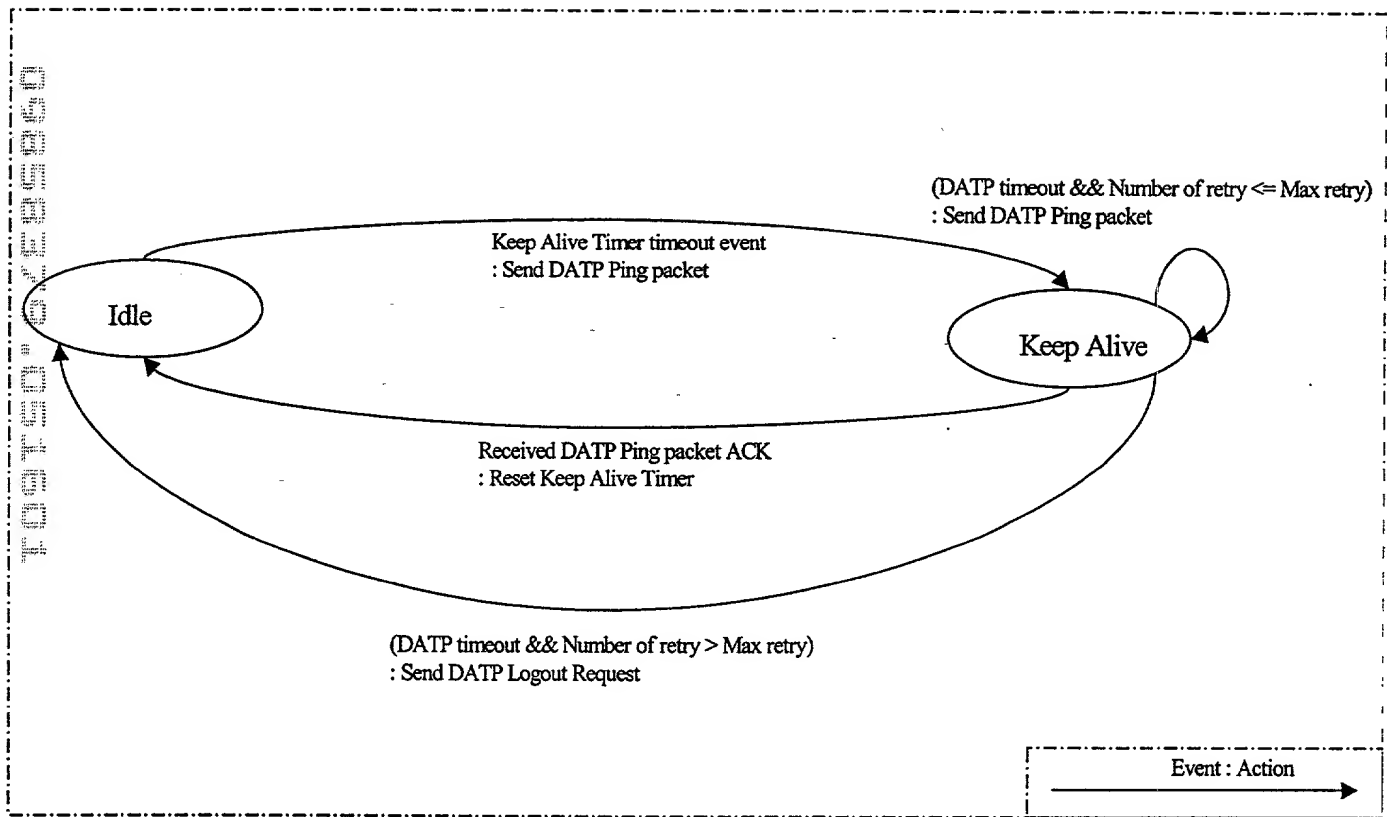 (DATP timeout && Number of retry <= Max retry)
: Send DATP Ping packet
Keep Alive Timer timeout event
: Send DATP Ping packet
Idle
Keep Alive
Received DATP Ping packet ACK
: Reset Keep Alive Timer
(DATP timeout && Number of retry > Max retry)
: Send DATP Logout Request
Event : Action